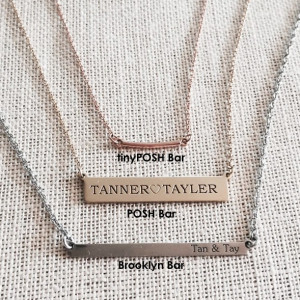 tinyPOSH Bar
TANNER♡TAYLER
POSH Bar
Tan & Tay
Brooklyn Bar